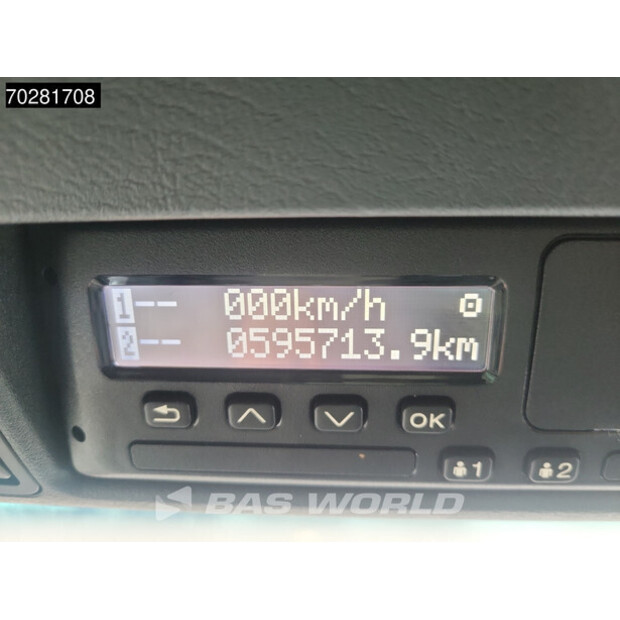 70281708
1-- 000km/h
2-- 0595713.9km
OK
1 2
BAS WORLD